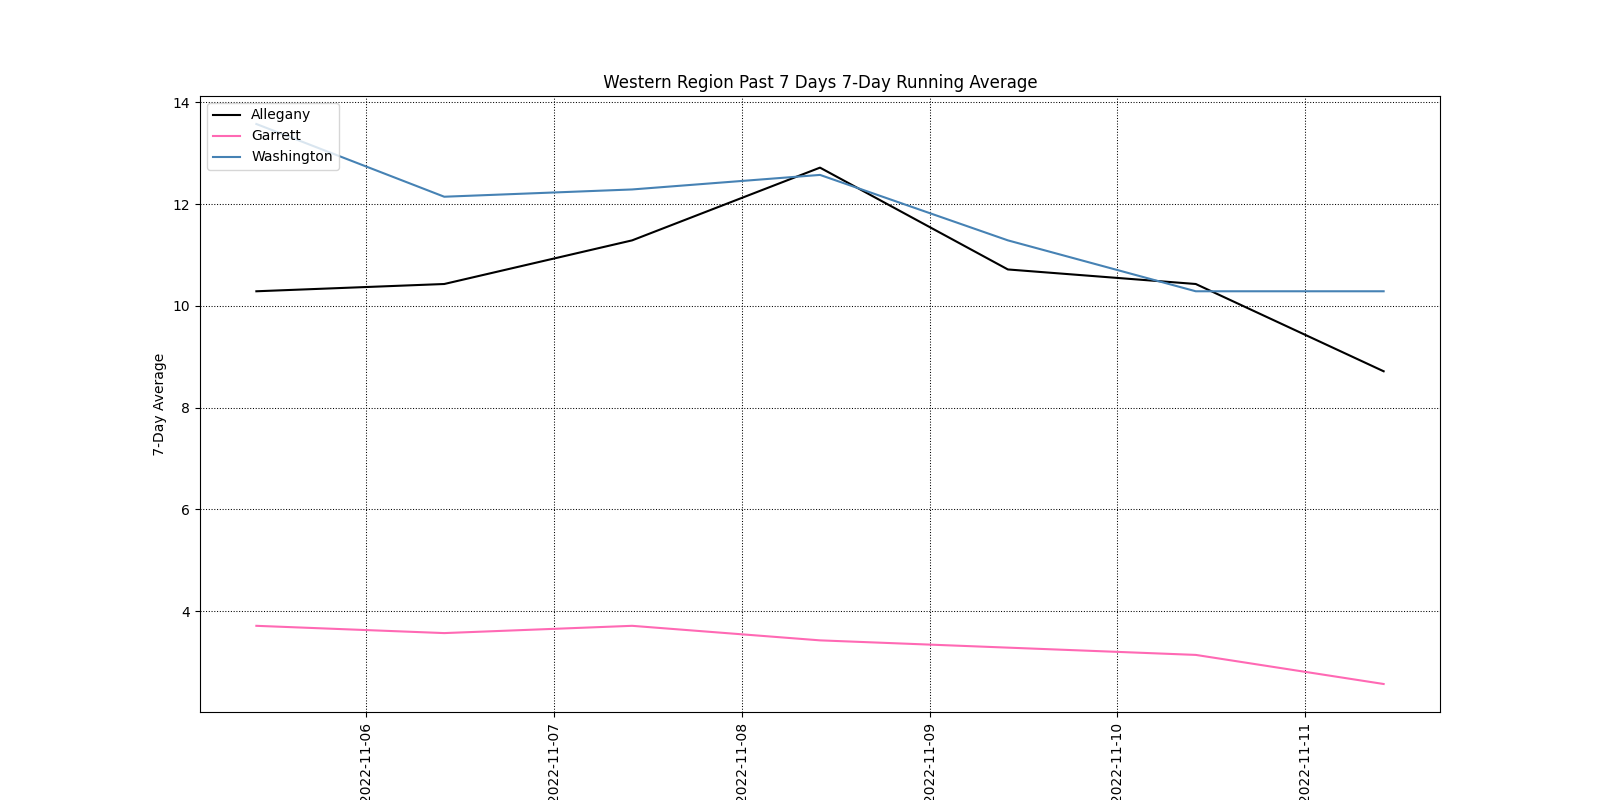 Western Region Past 7 Days 7-Day Running Average
Allegany
Garrett
Washington
7-Day Average
14
12
10
8
6
4
2022-11-06
2022-11-07
2022-11-08
2022-11-09
2022-11-10
2022-11-11